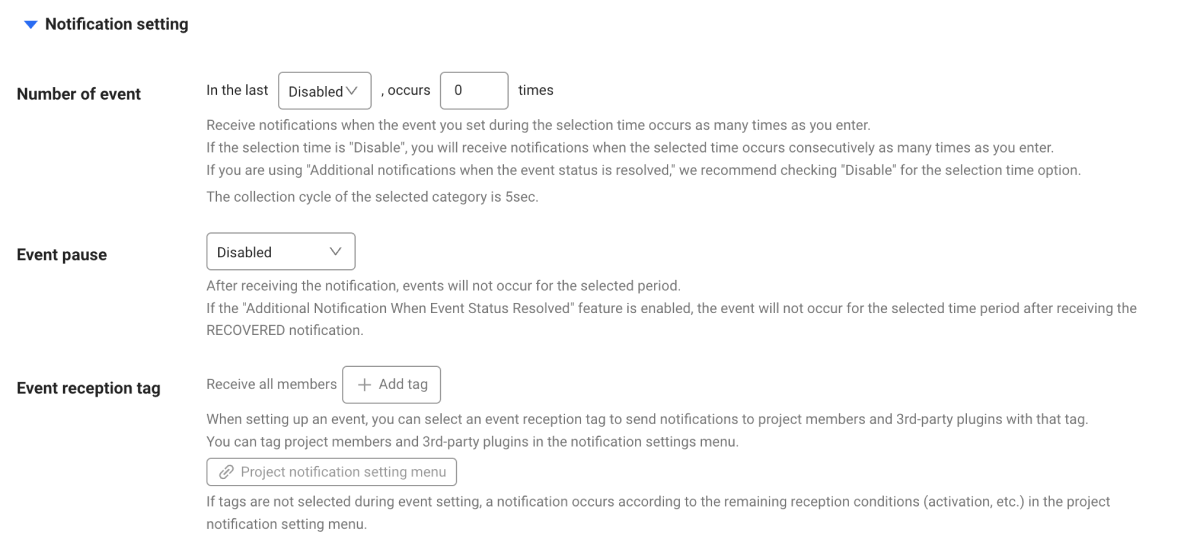 Notification setting
Number of event
In the last Disabled , occurs 0 times
Receive notifications when the event you set during the selection time occurs as many times as you enter.
If the selection time is "Disable", you will receive notifications when the selected time occurs consecutively as many times as you enter.
If you are using "Additional notifications when the event status is resolved," we recommend checking "Disable" for the selection time option.
The collection cycle of the selected category is 5sec.
Event pause
Disabled
After receiving the notification, events will not occur for the selected period.
If the "Additional Notification When Event Status Resolved" feature is enabled, the event will not occur for the selected time period after receiving the
RECOVERED notification.
Event reception tag
Receive all members + Add tag
When setting up an event, you can select an event reception tag to send notifications to project members and 3rd-party plugins with that tag.
You can tag project members and 3rd-party plugins in the notification settings menu.
Project notification setting menu
If tags are not selected during event setting, a notification occurs according to the remaining reception conditions (activation, etc.) in the project
notification setting menu.